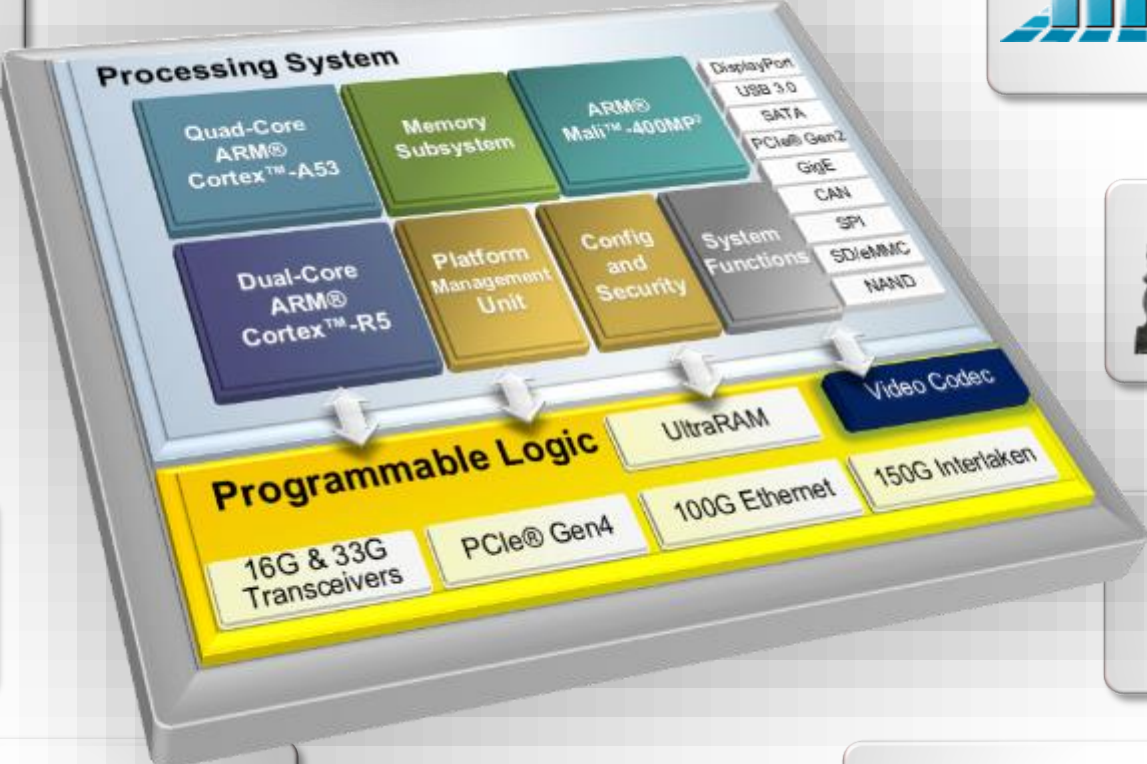 Processing System
Quad-Core
ARM®
Cortex™-A53
Memory
Subsystem
ARM®
Mali™-400MP²
DisplayPort
USB 3.0
SATA
PCIe® Gen2
GigE
CAN
SPI
SD/eMMC
NAND
Dual-Core
ARM®
Cortex™-R5
Platform
Management
Unit
Config
and
Security
System
Functions
Programmable Logic
UltraRAM
Video Codec
16G & 33G
Transceivers
PCIe® Gen4
100G Ethernet
150G Interlaken